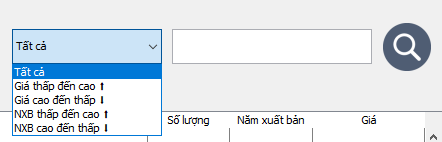 Tất cả
Tất cả
Giá thấp đến cao ⬆
Giá cao đến thấp ⬇
NXB thấp đến cao ⬆
NXB cao đến thấp ⬇
Số lượng Năm xuất bản Giá